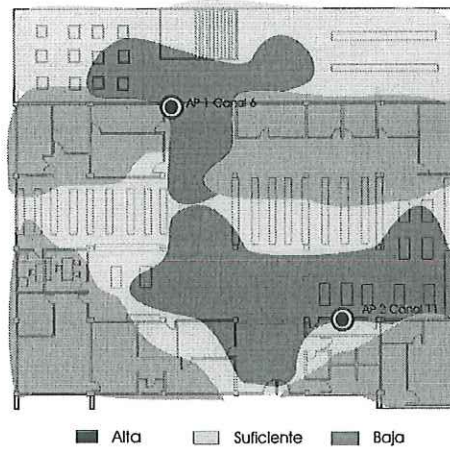 AP 1 Canal 6
AP 2 Canal 11
Alta
Suficiente
Baja